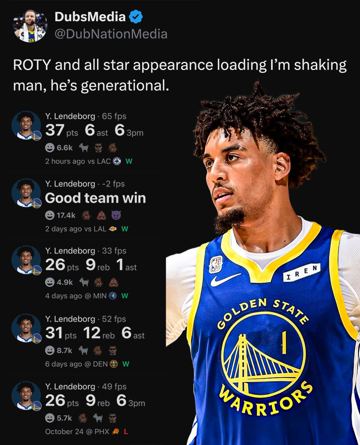 DubsMedia
@DubNationMedia
ROTY and all star appearance loading I'm shaking
man, he's generational.
Y. Lendeborg · 65 fps
37 pts 6 ast 6 3pm
6.6k
2 hours ago vs LAC W
Y. Lendeborg · -2 fps
Good team win
17.4k
2 days ago vs LAL W
Y. Lendeborg · 33 fps
26 pts 9 reb 1 ast
4.9k
4 days ago @ MIN W
Y. Lendeborg · 52 fps
31 pts 12 reb 6 ast
8.7k
6 days ago @ DEN W
Y. Lendeborg · 49 fps
26 pts 9 reb 6 3pm
5.7k
October 24 @ PHX L
IREN
GOLDEN STATE
1
WARRIORS